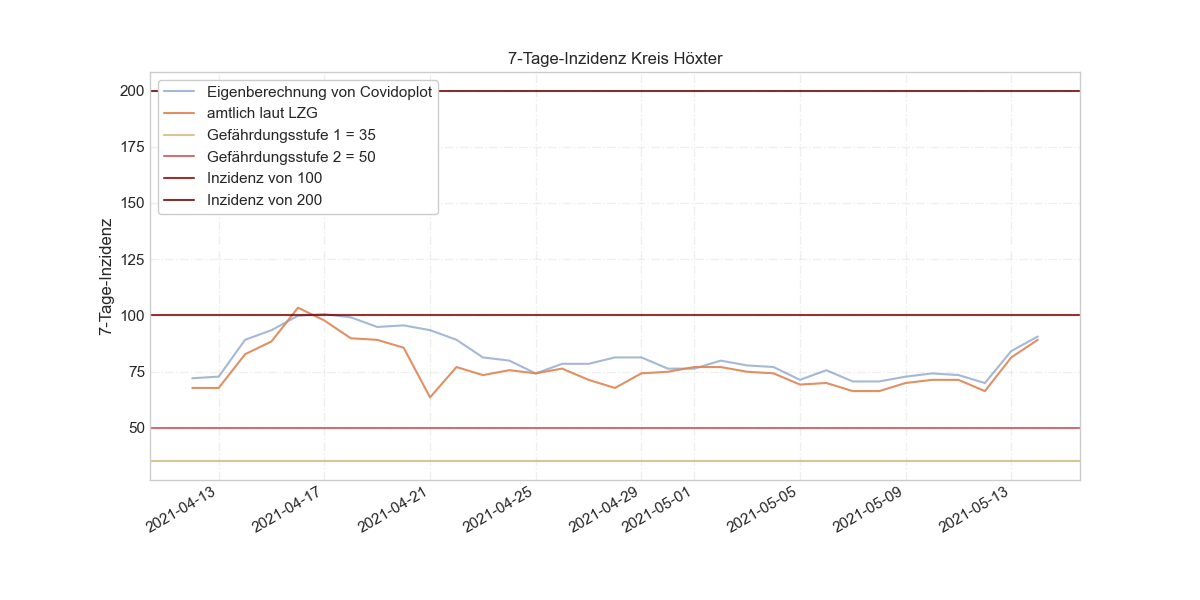 7-Tage-Inzidenz Kreis Höxter
Eigenberechnung von Covidoplot
amtlich laut LZG
Gefährdungsstufe 1 = 35
Gefährdungsstufe 2 = 50
Inzidenz von 100
Inzidenz von 200
7-Tage-Inzidenz
200
175
150
125
100
75
50
2021-04-13
2021-04-17
2021-04-21
2021-04-25
2021-04-29
2021-05-01
2021-05-05
2021-05-09
2021-05-13